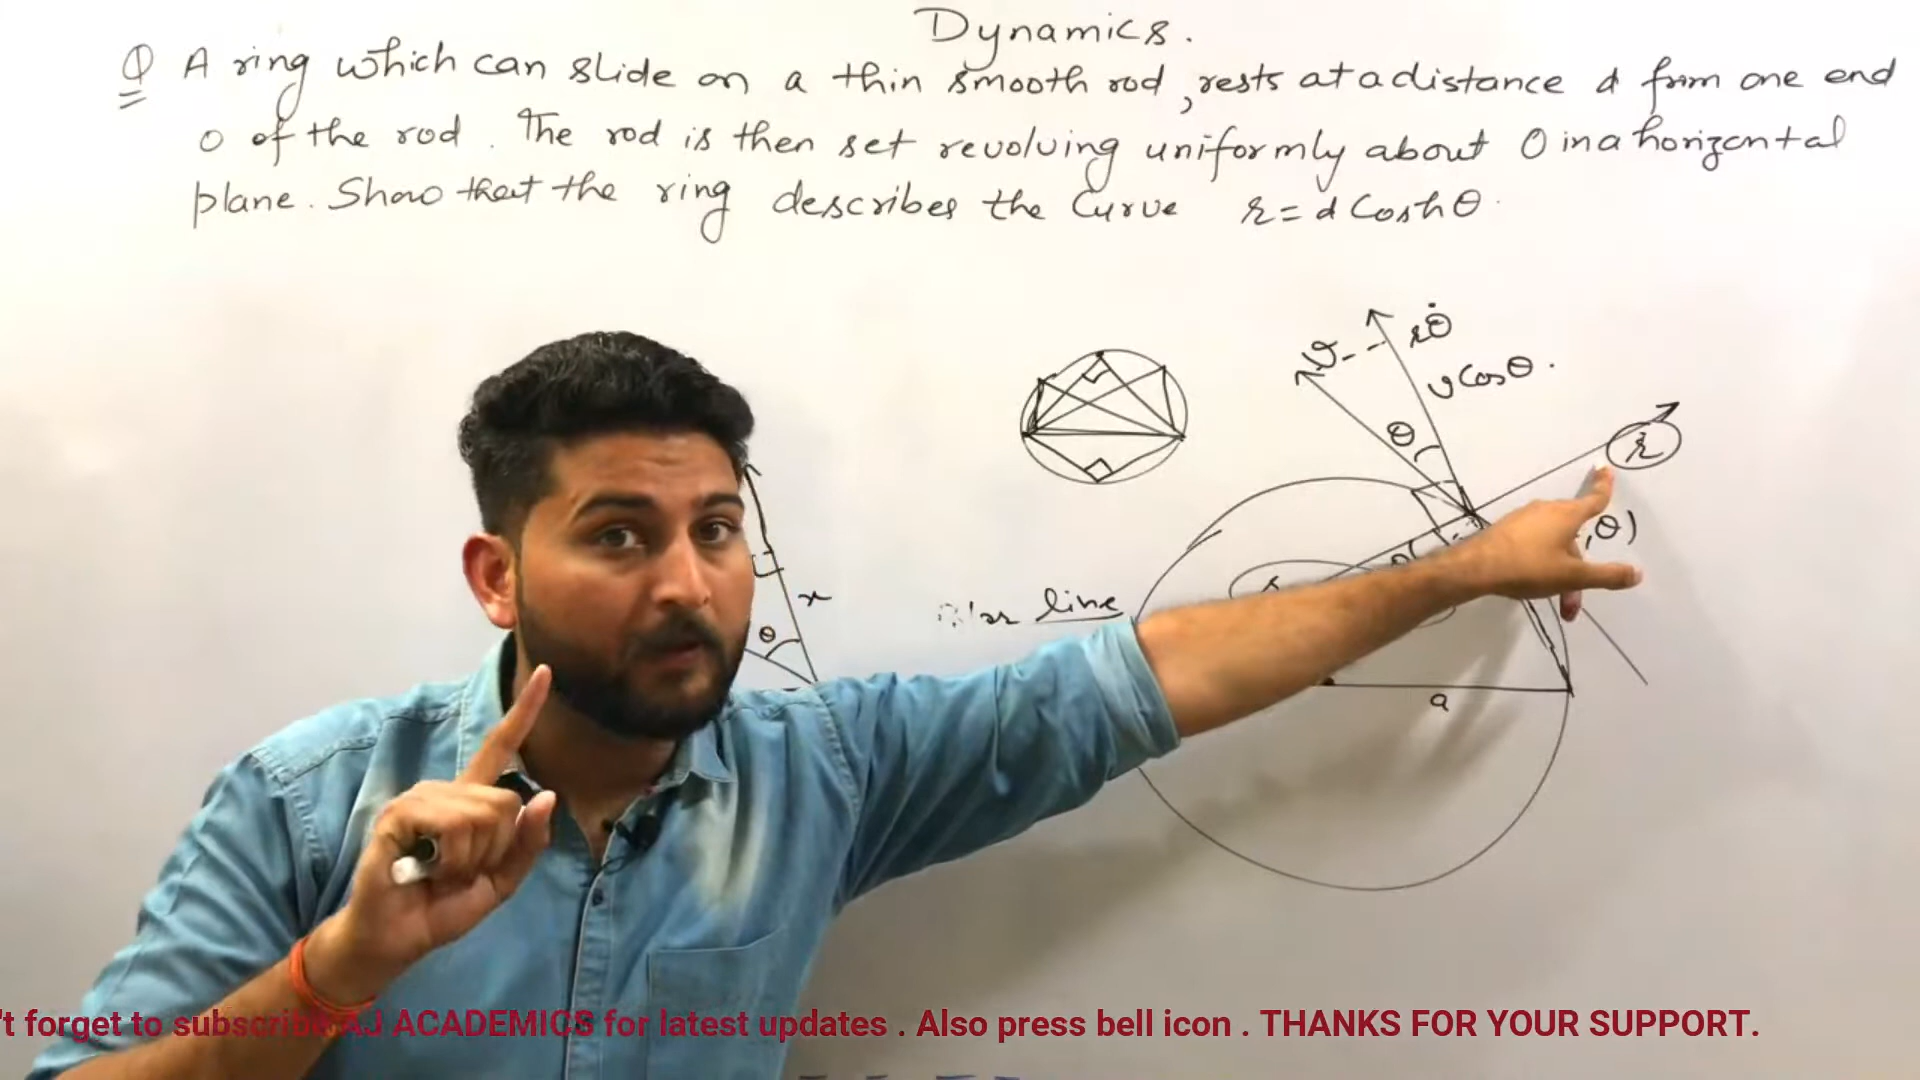 Dynamics.
Q A ring which can slide on a thin smooth rod, rests at a distance d from one end
O of the rod. The rod is then set revolving uniformly about O in a horizontal
plane. Show that the ring describes the curve r = d Cosh θ.
v
rθ̇
v Cosθ.
θ
ṙ
,θ)
r
line
x
θ
a
't forget to subscribe AJ ACADEMICS for latest updates . Also press bell icon . THANKS FOR YOUR SUPPORT.